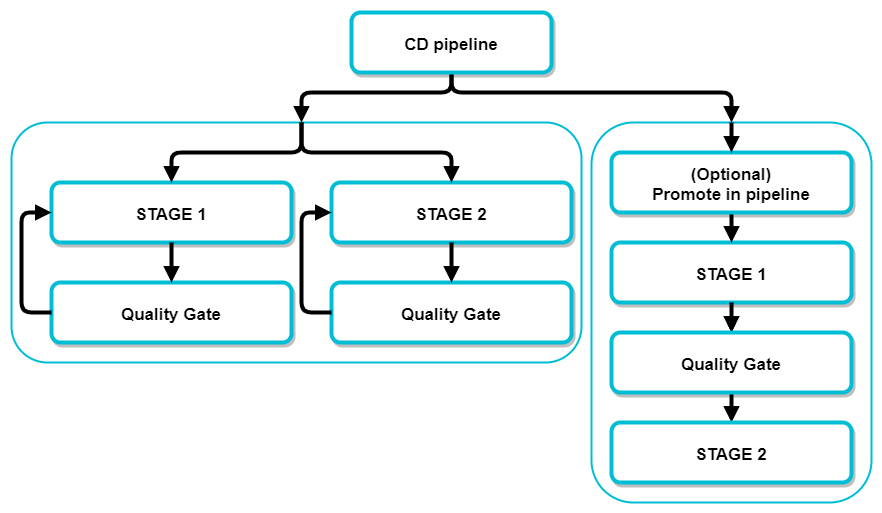 CD pipeline
STAGE 1
STAGE 2
Quality Gate
Quality Gate
(Optional)
Promote in pipeline
STAGE 1
Quality Gate
STAGE 2